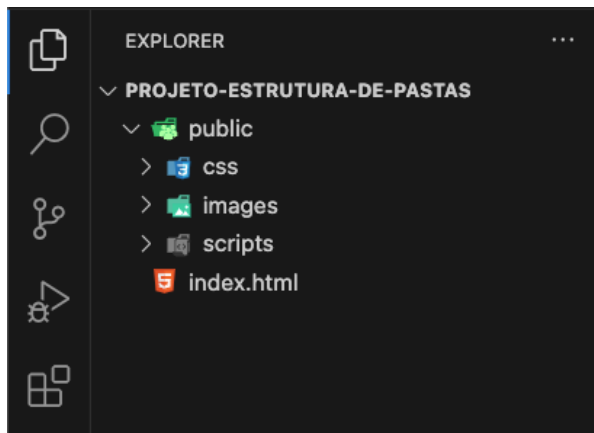 EXPLORER
PROJETO-ESTRUTURA-DE-PASTAS
public
css
images
scripts
index.html